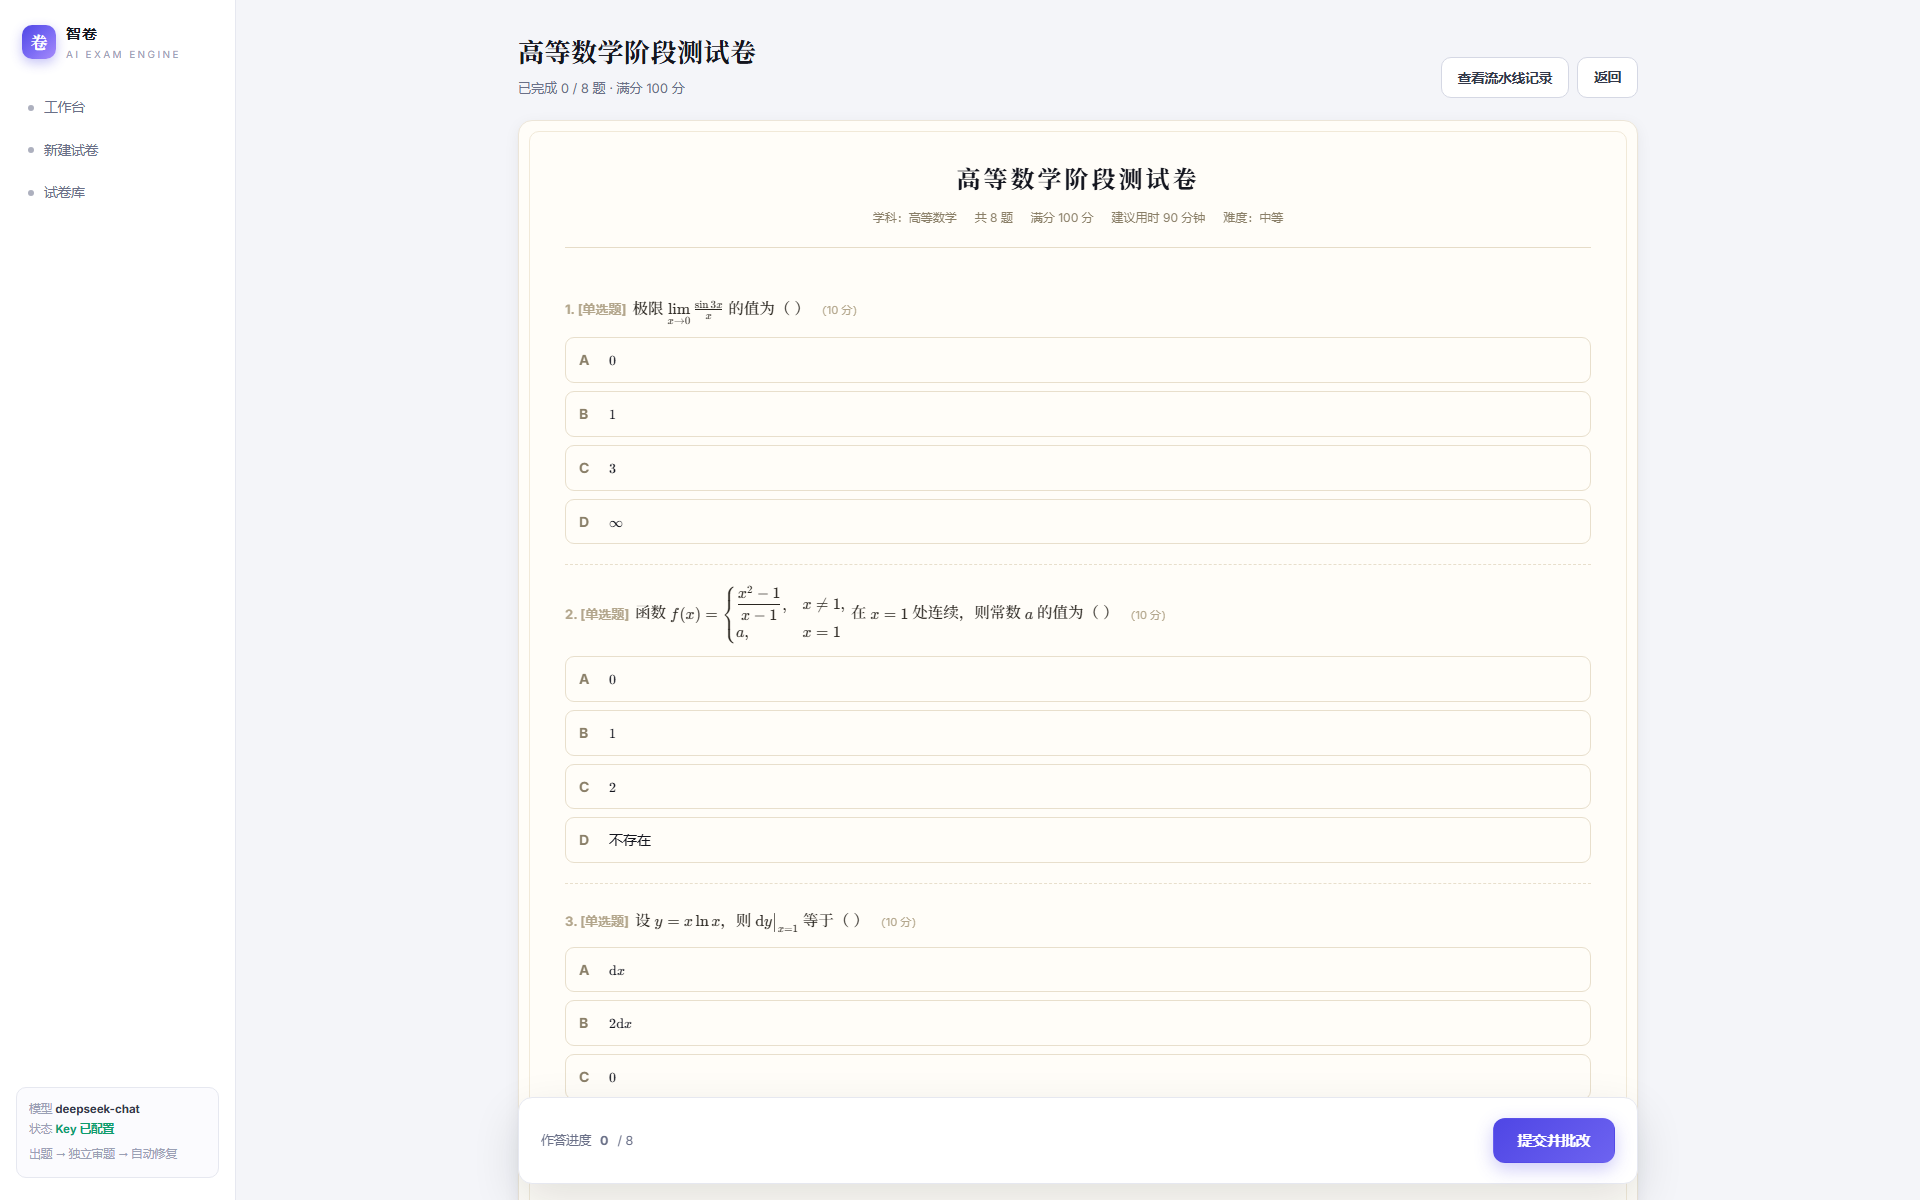 卷 智卷
AI EXAM ENGINE
工作台
新建试卷
试卷库
模型 deepseek-chat
状态 Key 已配置
出题 → 独立审题 → 自动修复
高等数学阶段测试卷
已完成 0 / 8 题 · 满分 100 分
查看流水线记录
返回
高等数学阶段测试卷
学科：高等数学 共 8 题 满分 100 分 建议用时 90 分钟 难度：中等
1. [单选题] 极限 lim_{x→0} \frac{sin 3x}{x} 的值为（ ） (10 分)
A 0
B 1
C 3
D ∞
2. [单选题] 函数 f(x) = { \frac{x² − 1}{x − 1}, x ≠ 1, a, x = 1 在 x = 1 处连续，则常数 a 的值为（ ） (10 分)
A 0
B 1
C 2
D 不存在
3. [单选题] 设 y = x ln x，则 dy|_{x=1} 等于（ ） (10 分)
A dx
B 2dx
C 0
作答进度 0 / 8
提交并批改